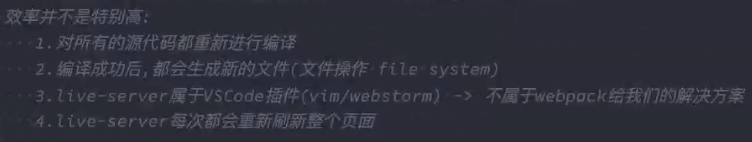 效率并不是特别高:
1.对所有的源代码都重新进行编译
2.编译成功后,都会生成新的文件(文件操作 file system)
3.live-server属于VSCode插件(vim/webstorm) -> 不属于webpack给我们的解决方案
4.live-server每次都会重新刷新整个页面